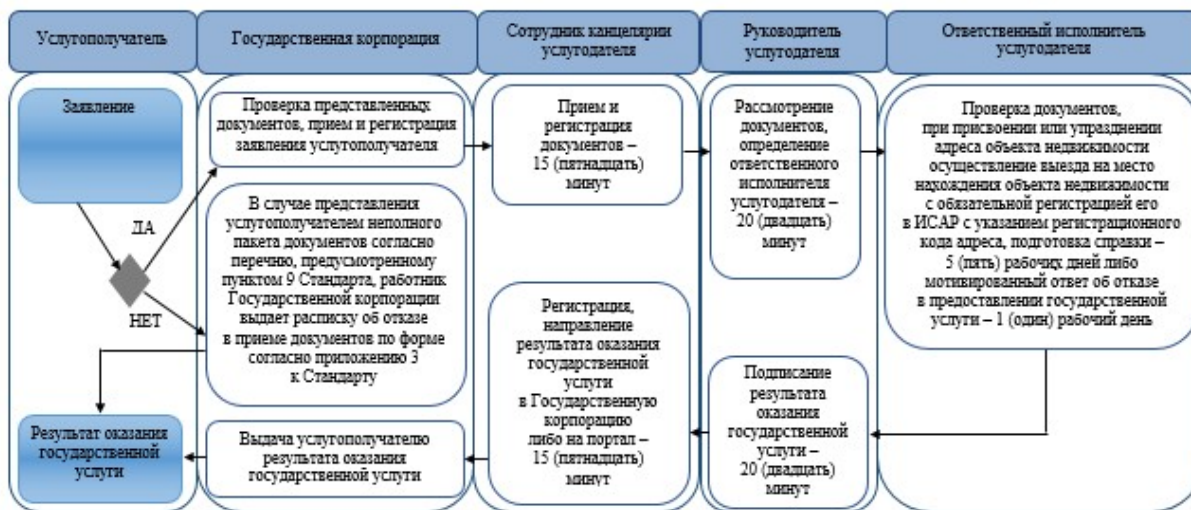 Услугополучатель
Государственная корпорация
Сотрудник канцелярии
услугодателя
Руководитель
услугодателя
Ответственный исполнитель
услугодателя
Заявление
ДА
НЕТ
Результат оказания
государственной
услуги
Проверка представленных
документов, прием и регистрация
заявления услугополучателя
В случае представления
услугополучателем неполного
пакета документов согласно
перечню, предусмотренному
пунктом 9 Стандарта, работник
Государственной корпорации
выдает расписку об отказе
в приеме документов по форме
согласно приложению 3
к Стандарту
Выдача услугополучателю
результата оказания
государственной услуги
Прием и
регистрация
документов –
15 (пятнадцать)
минут
Регистрация,
направление
результата оказания
государственной
услуги
в Государственную
корпорацию
либо на портал –
15 (пятнадцать)
минут
Рассмотрение
документов,
определение
ответственного
исполнителя
услугодателя –
20 (двадцать)
минут
Подписание
результата
оказания
государственной
услуги –
20 (двадцать)
минут
Проверка документов,
при присвоении или упразднении
адреса объекта недвижимости
осуществление выезда на место
нахождения объекта недвижимости
с обязательной регистрацией его
в ИСАР с указанием регистрационного
кода адреса, подготовка справки –
5 (пять) рабочих дней либо
мотивированный ответ об отказе
в предоставлении государственной
услуги – 1 (один) рабочий день